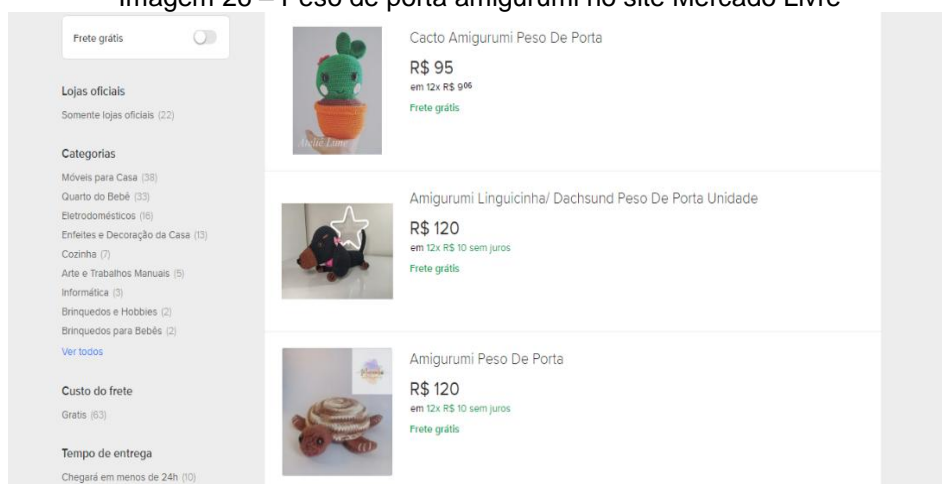 Imagem 26 – Peso de porta amigurumi no site Mercado Livre
Frete grátis
Lojas oficiais
Somente lojas oficiais (22)
Categorias
Móveis para Casa (38)
Quarto do Bebê (33)
Eletrodomésticos (16)
Enfeites e Decoração da Casa (13)
Cozinha (7)
Arte e Trabalhos Manuais (5)
Informática (3)
Brinquedos e Hobbies (2)
Brinquedos para Bebês (2)
Ver todos
Custo do frete
Gratis (63)
Tempo de entrega
Chegará em menos de 24h (10)
Cacto Amigurumi Peso De Porta
R$ 95
em 12x R$ 9⁰⁶
Frete grátis
Ateliê Lune
Amigurumi Linguicinha/ Dachsund Peso De Porta Unidade
R$ 120
em 12x R$ 10 sem juros
Frete grátis
Amigurumi Peso De Porta
R$ 120
em 12x R$ 10 sem juros
Frete grátis